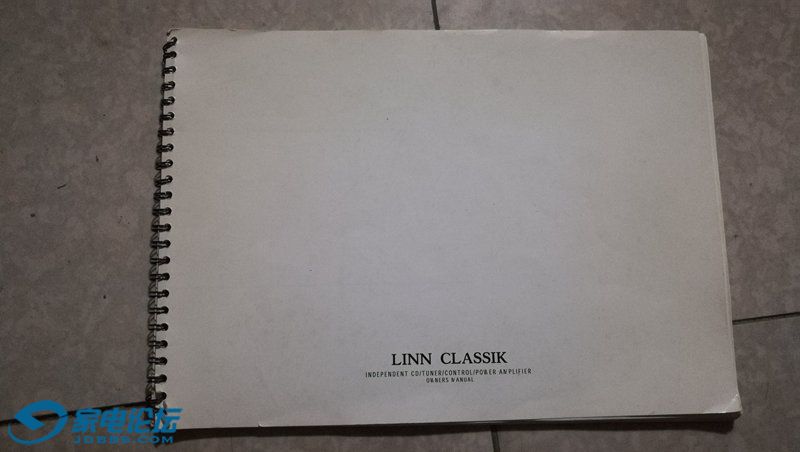 LINN CLASSIK
INDEPENDENT CD/TUNER/CONTROL/POWER AMPLIFIER
OWNERS MANUAL
家电论坛
JDBBS.COM